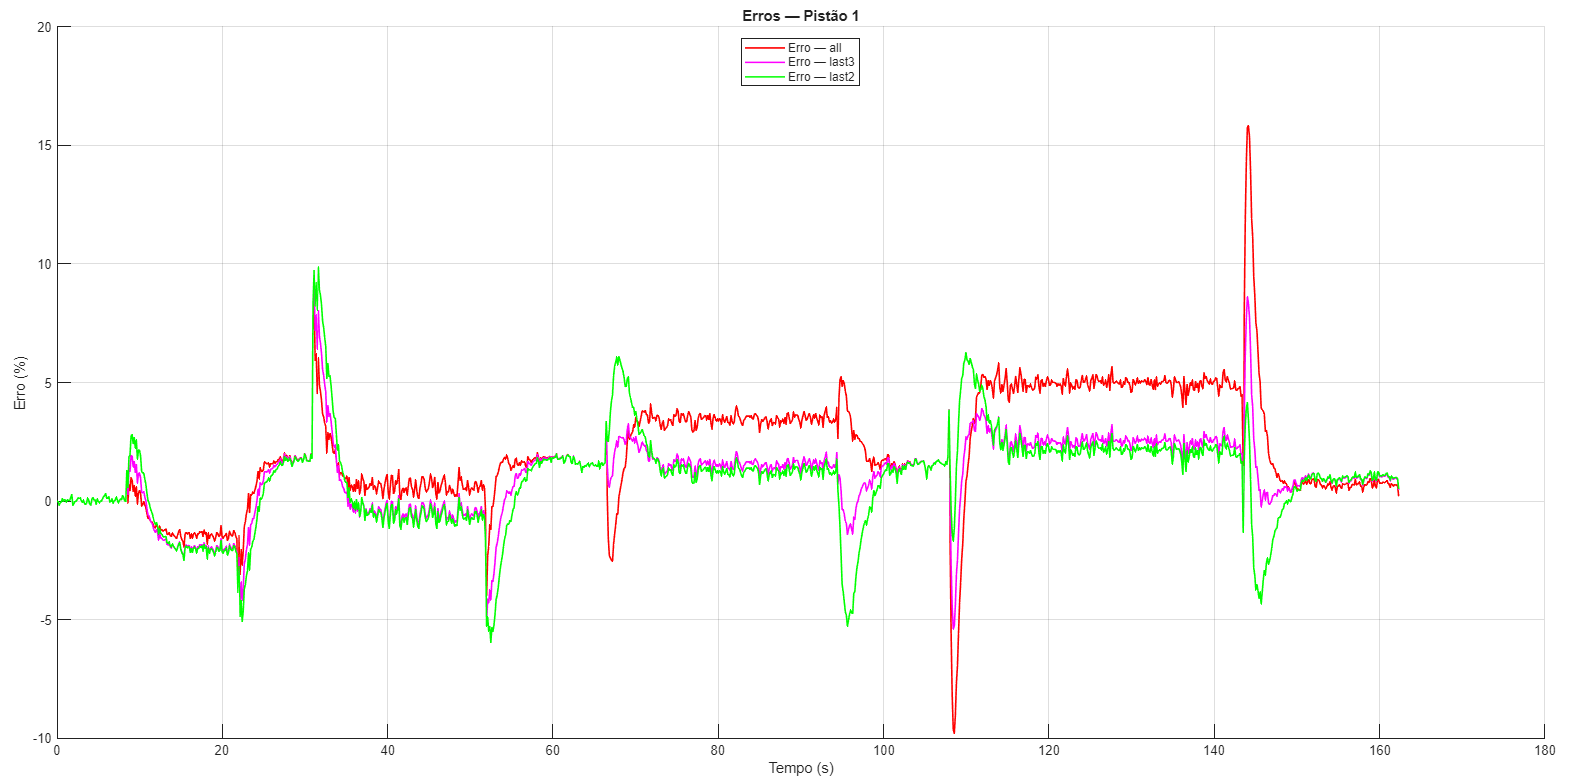 Erros — Pistão 1
Erro — all
Erro — last3
Erro — last2
20
15
10
5
0
-5
-10
Erro (%)
0 20 40 60 80 100 120 140 160 180
Tempo (s)